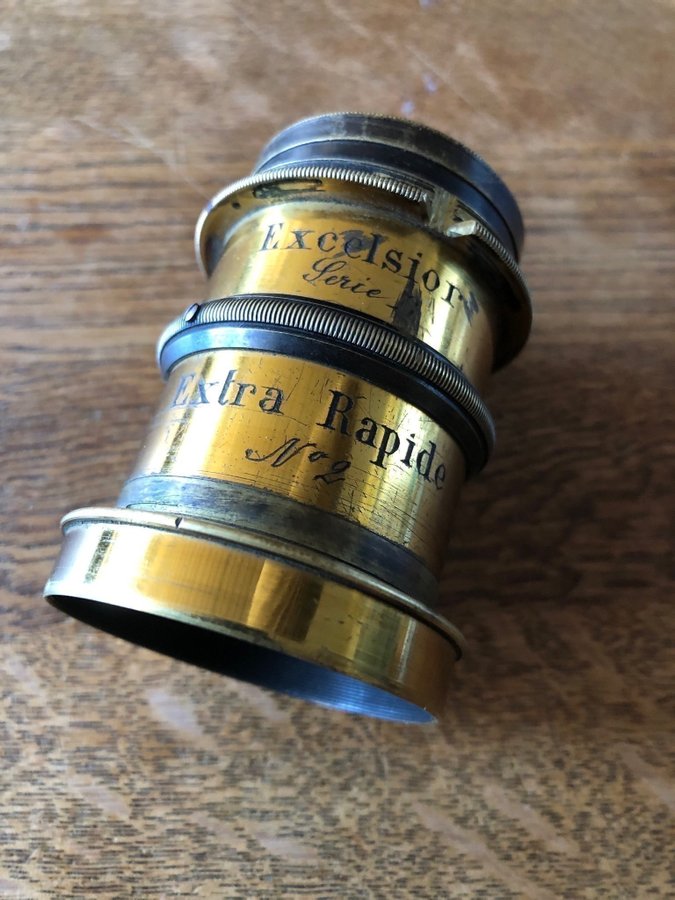 Excelsior
Serie A
Extra Rapide
No 2